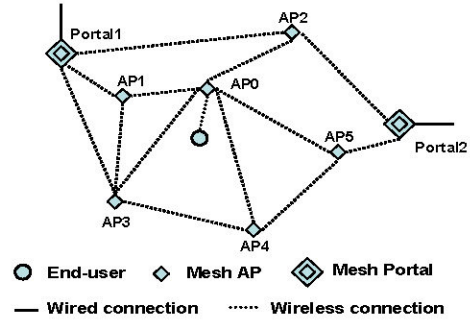 Portal1
AP2
AP1
AP0
AP5
Portal2
AP3
AP4
End-user
Mesh AP
Mesh Portal
Wired connection
Wireless connection